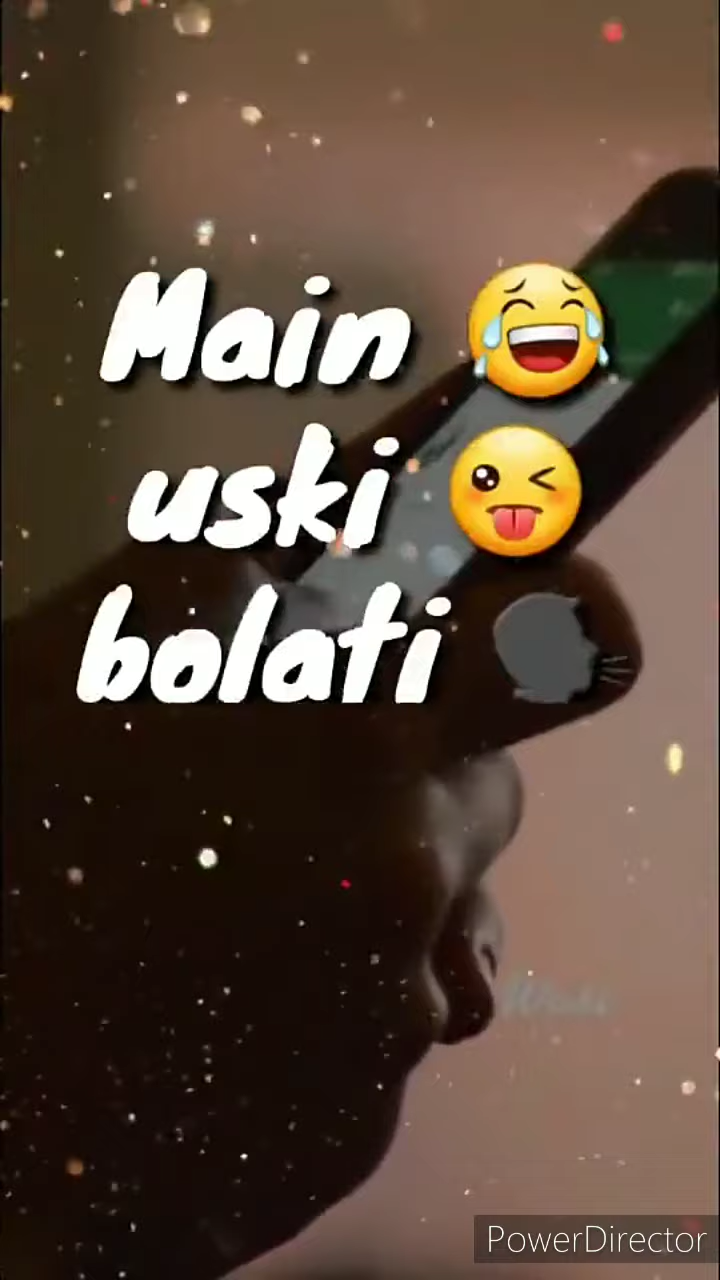 Main 😂
uski 😜
bolati 🗣
PowerDirector